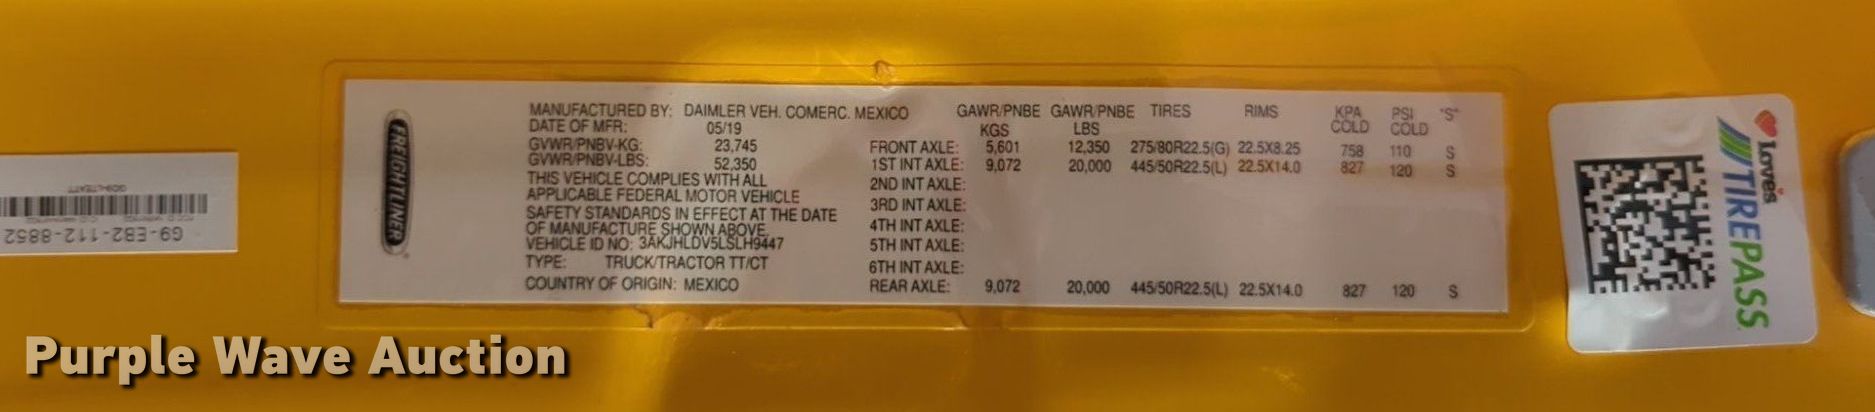 MANUFACTURED BY: DAIMLER VEH. COMERC. MEXICO
DATE OF MFR: 05/19
GVWR/PNBV-KG: 23,745
GVWR/PNBV-LBS: 52,350
THIS VEHICLE COMPLIES WITH ALL
APPLICABLE FEDERAL MOTOR VEHICLE
SAFETY STANDARDS IN EFFECT AT THE DATE
OF MANUFACTURE SHOWN ABOVE.
VEHICLE ID NO: 3AKJHLDV5LSLH9447
TYPE: TRUCK/TRACTOR TT/CT
COUNTRY OF ORIGIN: MEXICO
GAWR/PNBE GAWR/PNBE TIRES RIMS KPA PSI "S"
KGS LBS COLD COLD
FRONT AXLE: 5,601 12,350 275/80R22.5(G) 22.5X8.25 758 110 S
1ST INT AXLE: 9,072 20,000 445/50R22.5(L) 22.5X14.0 827 120 S
2ND INT AXLE:
3RD INT AXLE:
4TH INT AXLE:
5TH INT AXLE:
6TH INT AXLE:
REAR AXLE: 9,072 20,000 445/50R22.5(L) 22.5X14.0 827 120 S
FREIGHTLINER
G9-EB2-112-8852
Love's
TIREPASS
Purple Wave Auction